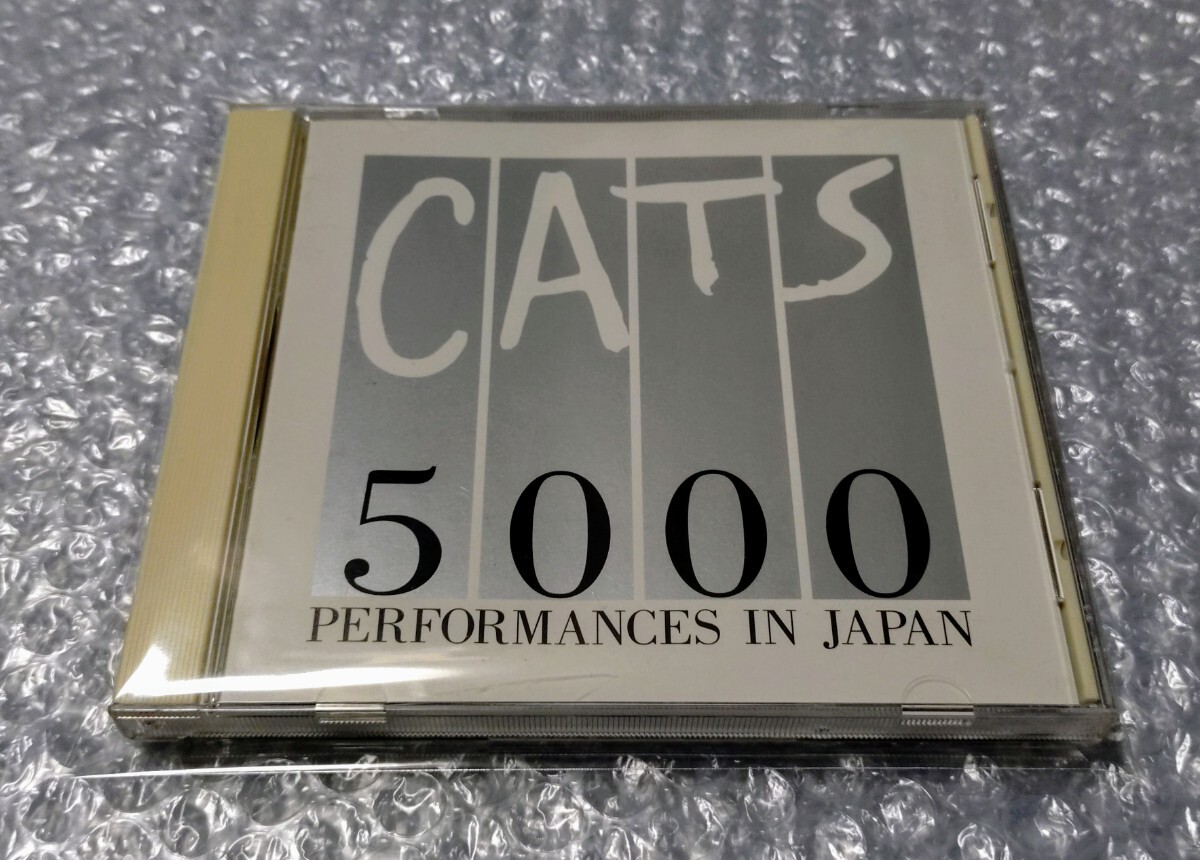 CATS
5000
PERFORMANCES IN JAPAN